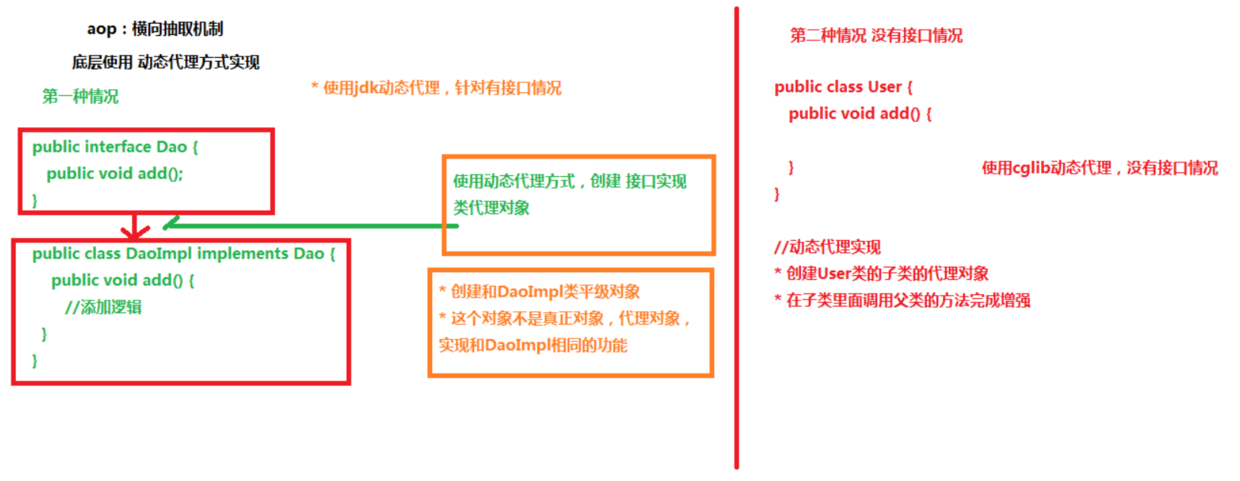 aop：横向抽取机制
底层使用 动态代理方式实现
第一种情况
* 使用jdk动态代理，针对有接口情况
public interface Dao {
public void add();
}
public class DaoImpl implements Dao {
public void add() {
//添加逻辑
}
}
使用动态代理方式，创建 接口实现
类代理对象
* 创建和DaoImpl类平级对象
* 这个对象不是真正对象，代理对象，
实现和DaoImpl相同的功能
第二种情况 没有接口情况
public class User {
public void add() {
}
}
使用cglib动态代理，没有接口情况
//动态代理实现
* 创建User类的子类的代理对象
* 在子类里面调用父类的方法完成增强